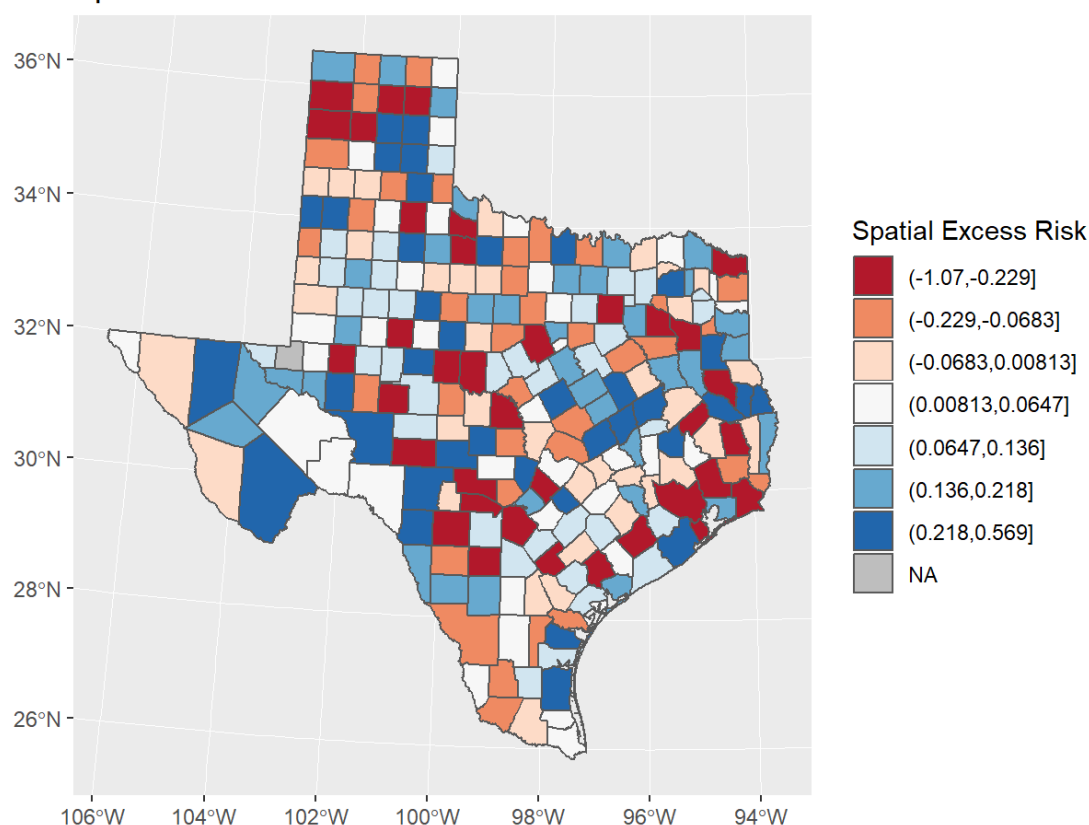 36°N
34°N
32°N
30°N
28°N
26°N
106°W 104°W 102°W 100°W 98°W 96°W 94°W
Spatial Excess Risk
(-1.07,-0.229]
(-0.229,-0.0683]
(-0.0683,0.00813]
(0.00813,0.0647]
(0.0647,0.136]
(0.136,0.218]
(0.218,0.569]
NA